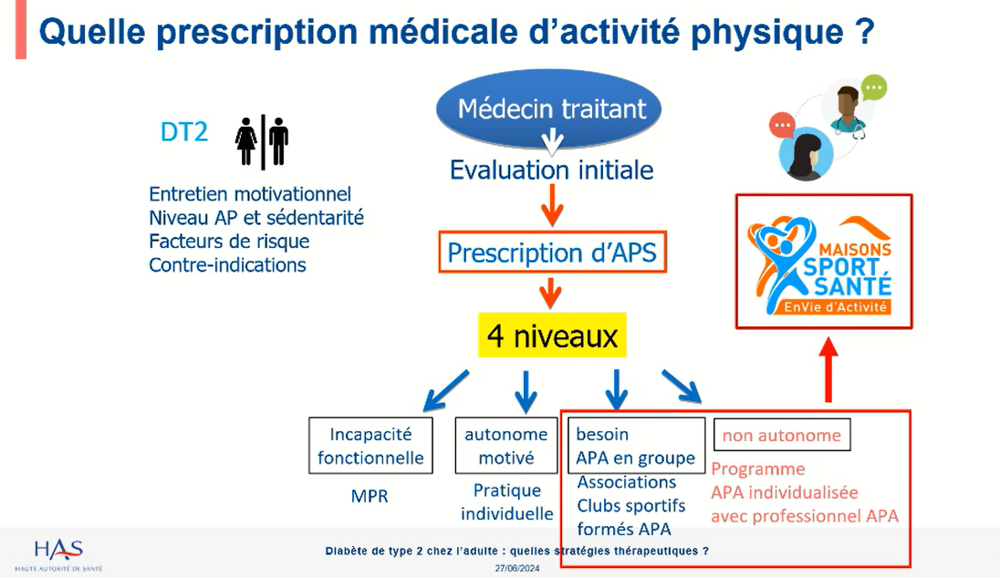 Quelle prescription médicale d’activité physique ?
Médecin traitant
DT2
Evaluation initiale
Entretien motivationnel
Niveau AP et sédentarité
Facteurs de risque
Contre-indications
Prescription d’APS
MAISONS
SPORT
SANTÉ
EnVie d’Activité
4 niveaux
Incapacité
fonctionnelle
MPR
autonome
motivé
Pratique
individuelle
besoin
APA en groupe
Associations
Clubs sportifs
formés APA
non autonome
Programme
APA individualisée
avec professionnel APA
HAS
HAUTE AUTORITÉ DE SANTÉ
Diabète de type 2 chez l’adulte : quelles stratégies thérapeutiques ?
27/06/2024